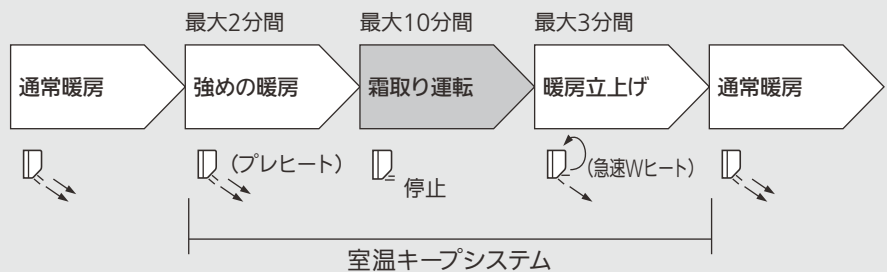 最大2分間 最大10分間 最大3分間
通常暖房 強めの暖房 霜取り運転 暖房立上げ 通常暖房
(プレヒート) 停止 (急速Wヒート)
室温キープシステム